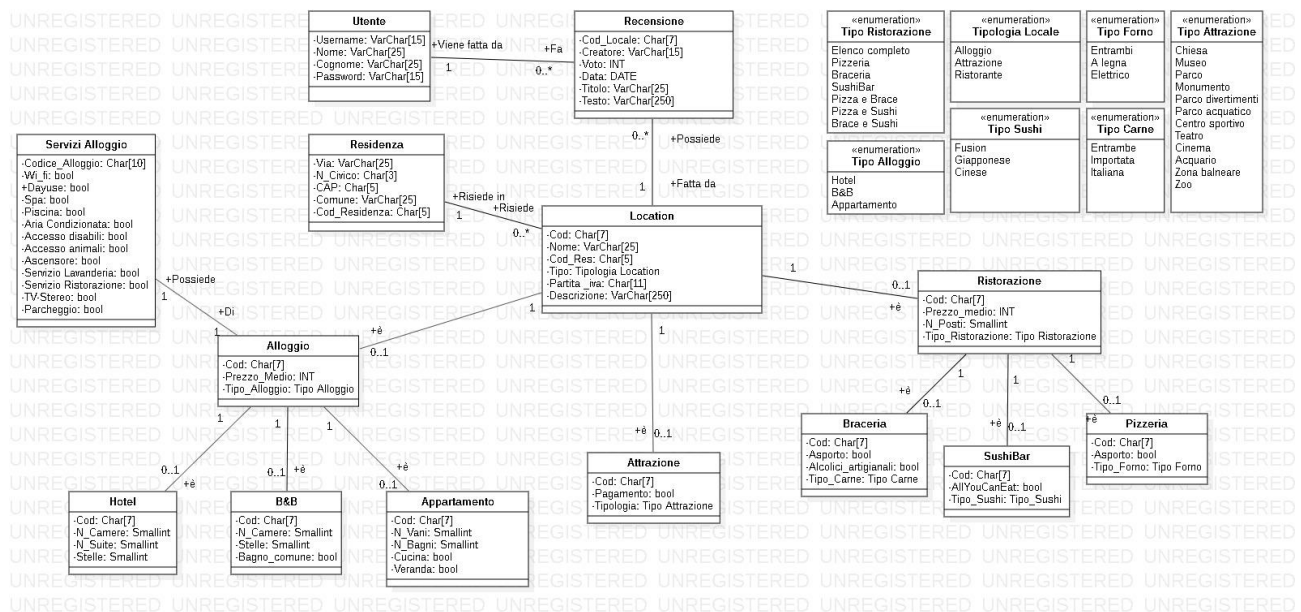 UNREGISTERED
Utente
-Username: VarChar[15]
-Nome: VarChar[25]
-Cognome: VarChar[25]
-Password: VarChar[15]
+Viene fatta da
1
+Fa
0..*
Recensione
-Cod_Locale: Char[7]
-Creatore: VarChar[15]
-Voto: INT
-Data: DATE
-Titolo: VarChar[25]
-Testo: VarChar[250]
0..*
+Possiede
1
+Fatta da
«enumeration»
Tipo Ristorazione
Elenco completo
Pizzeria
Braceria
SushiBar
Pizza e Brace
Pizza e Sushi
Brace e Sushi
«enumeration»
Tipologia Locale
Alloggio
Attrazione
Ristorante
«enumeration»
Tipo Forno
Entrambi
A legna
Elettrico
«enumeration»
Tipo Attrazione
Chiesa
Museo
Parco
Monumento
Parco divertimenti
Parco acquatico
Centro sportivo
Teatro
Cinema
Acquario
Zona balneare
Zoo
«enumeration»
Tipo Alloggio
Hotel
B&B
Appartamento
«enumeration»
Tipo Sushi
Fusion
Giapponese
Cinese
«enumeration»
Tipo Carne
Entrambe
Importata
Italiana
Servizi Alloggio
-Codice_Alloggio: Char[10]
-Wi_fi: bool
+Dayuse: bool
-Spa: bool
-Piscina: bool
-Aria Condizionata: bool
-Accesso disabili: bool
-Accesso animali: bool
-Ascensore: bool
-Servizio Lavanderia: bool
-Servizio Ristorazione: bool
-TV-Stereo: bool
-Parcheggio: bool
+Possiede
1
+Di
1
Residenza
-Via: VarChar[25]
-N_Civico: Char[3]
-CAP: Char[5]
-Comune: VarChar[25]
-Cod_Residenza: Char[5]
+Risiede in
1
+Risiede
0..*
Location
-Cod: Char[7]
-Nome: VarChar[25]
-Cod_Res: Char[5]
-Tipo: Tipologia Location
-Partita _iva: Char[11]
-Descrizione: VarChar[250]
1
+è
0..1
1
+è
0..1
1
0..1
+è
Ristorazione
-Cod: Char[7]
-Prezzo_medio: INT
-N_Posti: Smallint
-Tipo_Ristorazione: Tipo Ristorazione
Alloggio
-Cod: Char[7]
-Prezzo_Medio: INT
-Tipo_Alloggio: Tipo Alloggio
1
0..1
+è
1
0..1
+è
1
+è
0..1
+è
1
0..1
1
+è
0..1
1
0..1
+è
Hotel
-Cod: Char[7]
-N_Camere: Smallint
-N_Suite: Smallint
-Stelle: Smallint
B&B
-Cod: Char[7]
-N_Camere: Smallint
-Stelle: Smallint
-Bagno_comune: bool
Appartamento
-Cod: Char[7]
-N_Vani: Smallint
-N_Bagni: Smallint
-Cucina: bool
-Veranda: bool
Attrazione
-Cod: Char[7]
-Pagamento: bool
-Tipologia: Tipo Attrazione
Braceria
-Cod: Char[7]
-Asporto: bool
-Alcolici_artigianali: bool
-Tipo_Carne: Tipo Carne
SushiBar
-Cod: Char[7]
-AllYouCanEat: bool
-Tipo_Sushi: Tipo_Sushi
Pizzeria
-Cod: Char[7]
-Asporto: bool
-Tipo_Forno: Tipo Forno